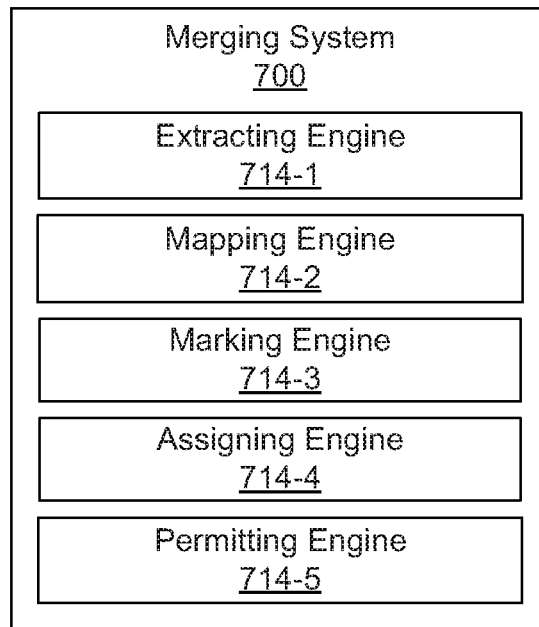 Merging System
700
Extracting Engine
714-1
Mapping Engine
714-2
Marking Engine
714-3
Assigning Engine
714-4
Permitting Engine
714-5